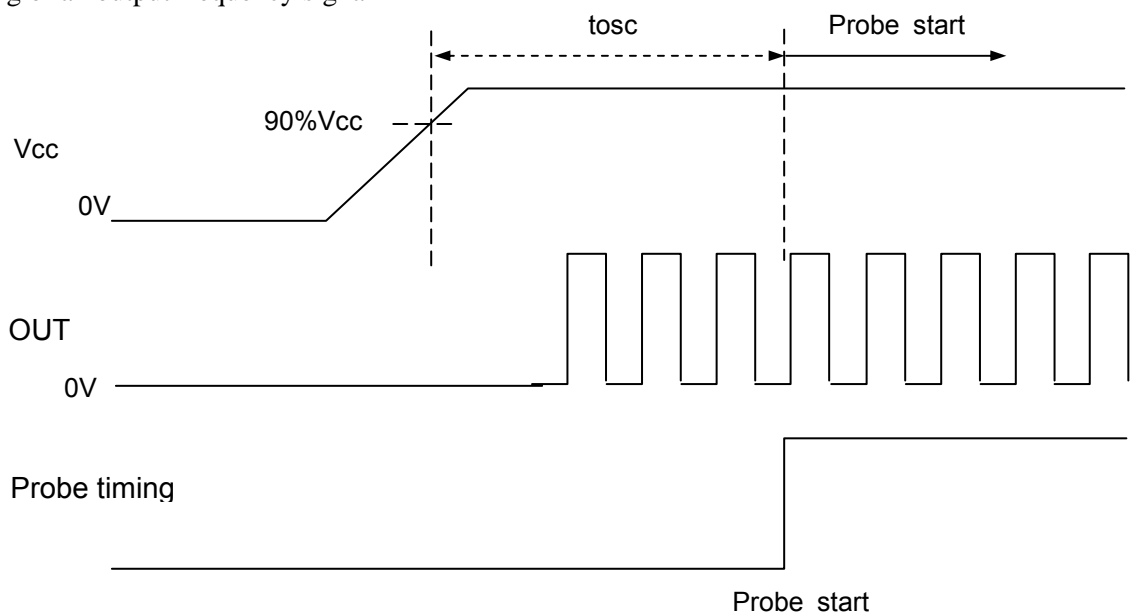 tosc
Probe start
90%Vcc
Vcc
0V
OUT
0V
Probe timing
Probe start